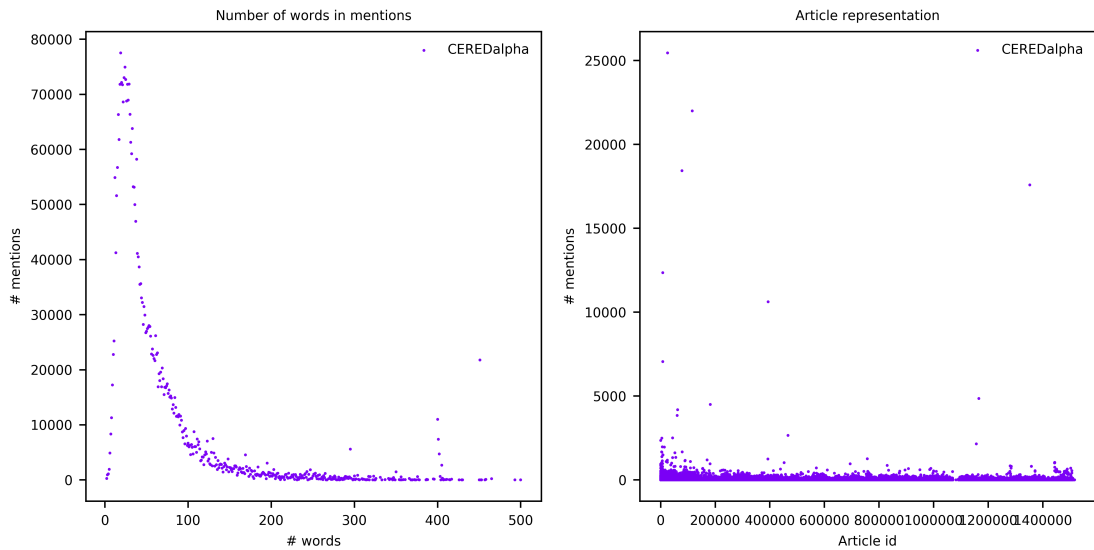 Number of words in mentions
CEREDalpha
80000
70000
60000
50000
40000
30000
20000
10000
0
# mentions
0 100 200 300 400 500
# words
Article representation
CEREDalpha
25000
20000
15000
10000
5000
0
# mentions
0 200000 400000 600000 800000 1000000 1200000 1400000
Article id